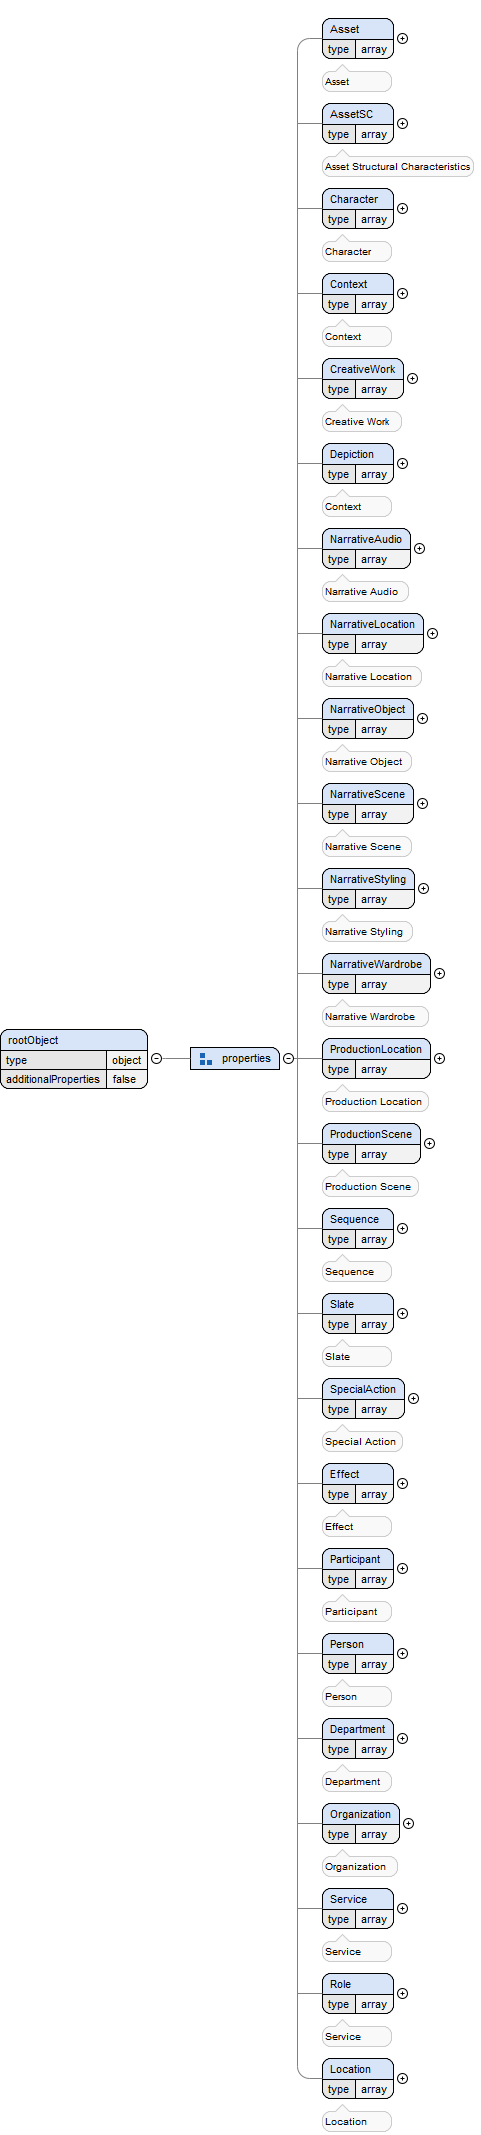 Asset
type array
Asset
AssetSC
type array
Asset Structural Characteristics
Character
type array
Character
Context
type array
Context
CreativeWork
type array
Creative Work
Depiction
type array
Context
NarrativeAudio
type array
Narrative Audio
NarrativeLocation
type array
Narrative Location
NarrativeObject
type array
Narrative Object
NarrativeScene
type array
Narrative Scene
NarrativeStyling
type array
Narrative Styling
NarrativeWardrobe
type array
Narrative Wardrobe
rootObject
type object
additionalProperties false
properties
ProductionLocation
type array
Production Location
ProductionScene
type array
Production Scene
Sequence
type array
Sequence
Slate
type array
Slate
SpecialAction
type array
Special Action
Effect
type array
Effect
Participant
type array
Participant
Person
type array
Person
Department
type array
Department
Organization
type array
Organization
Service
type array
Service
Role
type array
Service
Location
type array
Location